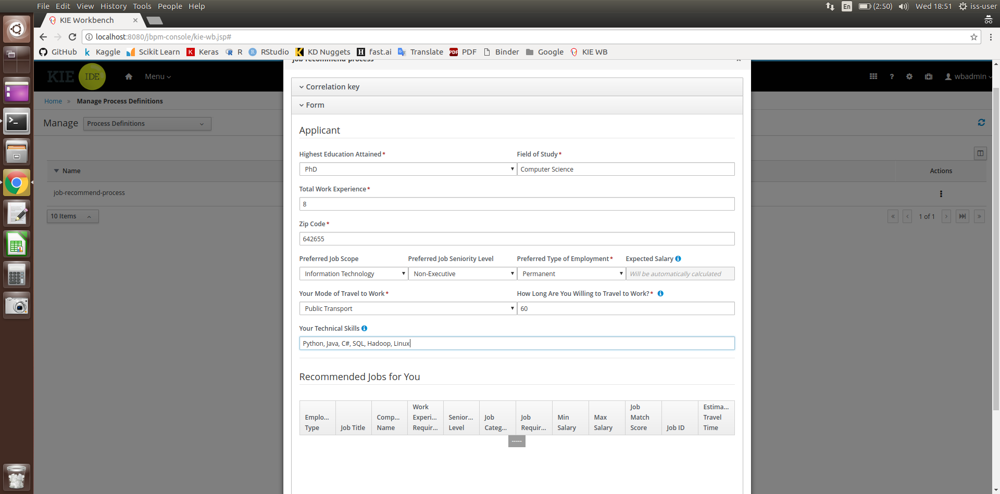 File Edit View History Tools People Help
En (2:50) Wed 18:51 iss-user
KIE Workbench
localhost:8080/jbpm-console/kie-wb.jsp#
GitHub Kaggle Scikit Learn Keras R RStudio KD Nuggets fast.ai Translate PDF Binder Google KIE WB
job-recommend-process
KIE IDE Menu wbadmin
Home » Manage Process Definitions
Manage Process Definitions
Name
Actions
job-recommend-process
10 Items
1 of 1
Correlation key
Form
Applicant
Highest Education Attained* Field of Study*
PhD Computer Science
Total Work Experience*
8
Zip Code*
642655
Preferred Job Scope Preferred Job Seniority Level Preferred Type of Employment* Expected Salary
Information Technology Non-Executive Permanent Will be automatically calculated
Your Mode of Travel to Work* How Long Are You Willing to Travel to Work?*
Public Transport 60
Your Technical Skills
Python, Java, C#, SQL, Hadoop, Linux
Recommended Jobs for You
Work Job Estima...
Emplo... Comp... Experi... Senior... Job Job Min Max Match Travel
Type Job Title Name Requir... Level Categ... Requir... Salary Salary Score Job ID Time
-----